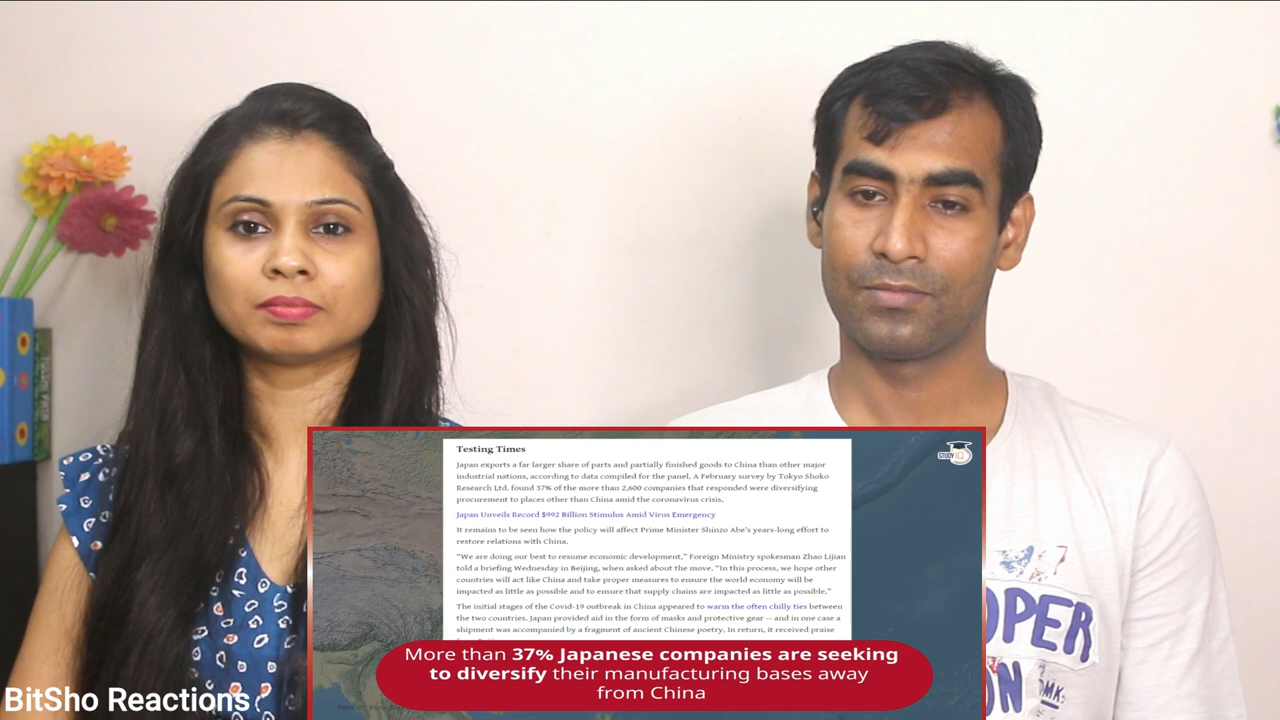 Testing Times
Japan exports a far larger share of parts and partially finished goods to China than other major
industrial nations, according to data compiled for the panel. A February survey by Tokyo Shoko
Research Ltd. found 37% of the more than 2,600 companies that responded were diversifying
procurement to places other than China amid the coronavirus crisis.
Japan Unveils Record $992 Billion Stimulus Amid Virus Emergency
It remains to be seen how the policy will affect Prime Minister Shinzo Abe's years-long effort to
restore relations with China.
"We are doing our best to resume economic development," Foreign Ministry spokesman Zhao Lijian
told a briefing Wednesday in Beijing, when asked about the move. "In this process, we hope other
countries will act like China and take proper measures to ensure the world economy will be
impacted as little as possible and to ensure that supply chains are impacted as little as possible."
The initial stages of the Covid-19 outbreak in China appeared to warm the often chilly ties between
the two countries. Japan provided aid in the form of masks and protective gear -- and in one case a
shipment was accompanied by a fragment of ancient Chinese poetry. In return, it received praise
STUDY IQ
More than 37% Japanese companies are seeking
to diversify their manufacturing bases away
from China
OPER
ON
MK
BitSho Reactions